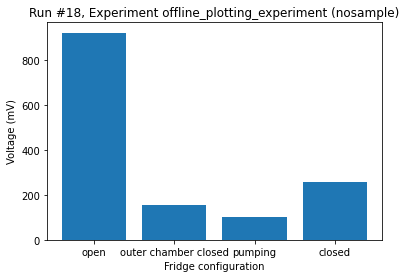 Run #18, Experiment offline_plotting_experiment (nosample)
800
600
400
200
0
Voltage (mV)
open outer chamber closed pumping closed
Fridge configuration